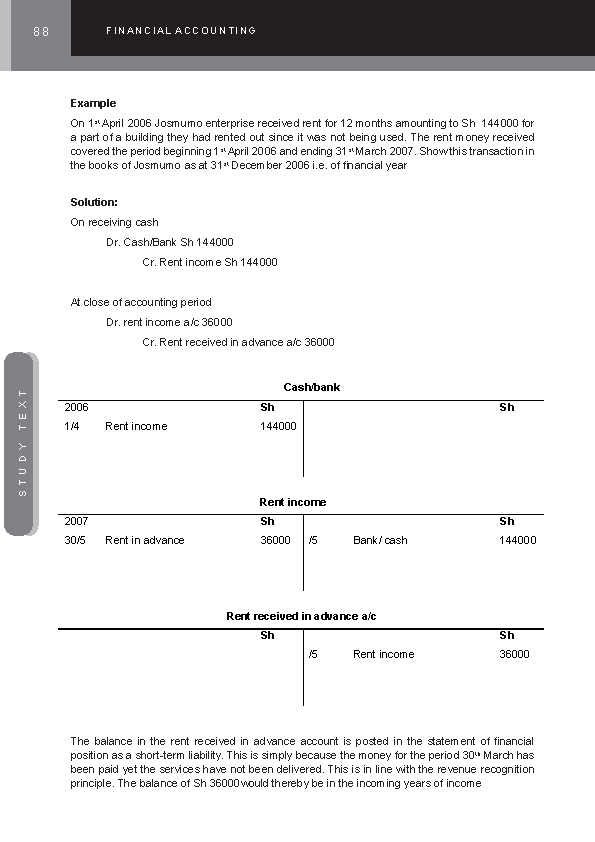 88
FINANCIAL ACCOUNTING
Example
On 1st April 2006 Josmumo enterprise received rent for 12 months amounting to Sh 144000 for
a part of a building they had rented out since it was not being used. The rent money received
covered the period beginning 1st April 2006 and ending 31st March 2007. Showthis transaction in
the books of Josmumo as at 31st December 2006 i.e. of financial year
Solution:
On receiving cash
Dr. Cash/Bank Sh 144000
Cr. Rent income Sh 144000
At close of accounting period
Dr. rent income a/c 36000
Cr. Rent received in advance a/c 36000
STUDY TEXT
Cash/bank
2006 Sh Sh
1/4 Rent income 144000
Rent income
2007 Sh Sh
30/5 Rent in advance 36000 /5 Bank/ cash 144000
Rent received in advance a/c
Sh Sh
/5 Rent income 36000
The balance in the rent received in advance account is posted in the statement of financial
position as a short-term liability. This is simply because the money for the period 30th March has
been paid yet the services have not been delivered. This is in line with the revenue recognition
principle. The balance of Sh 36000would thereby be in the incoming years of income